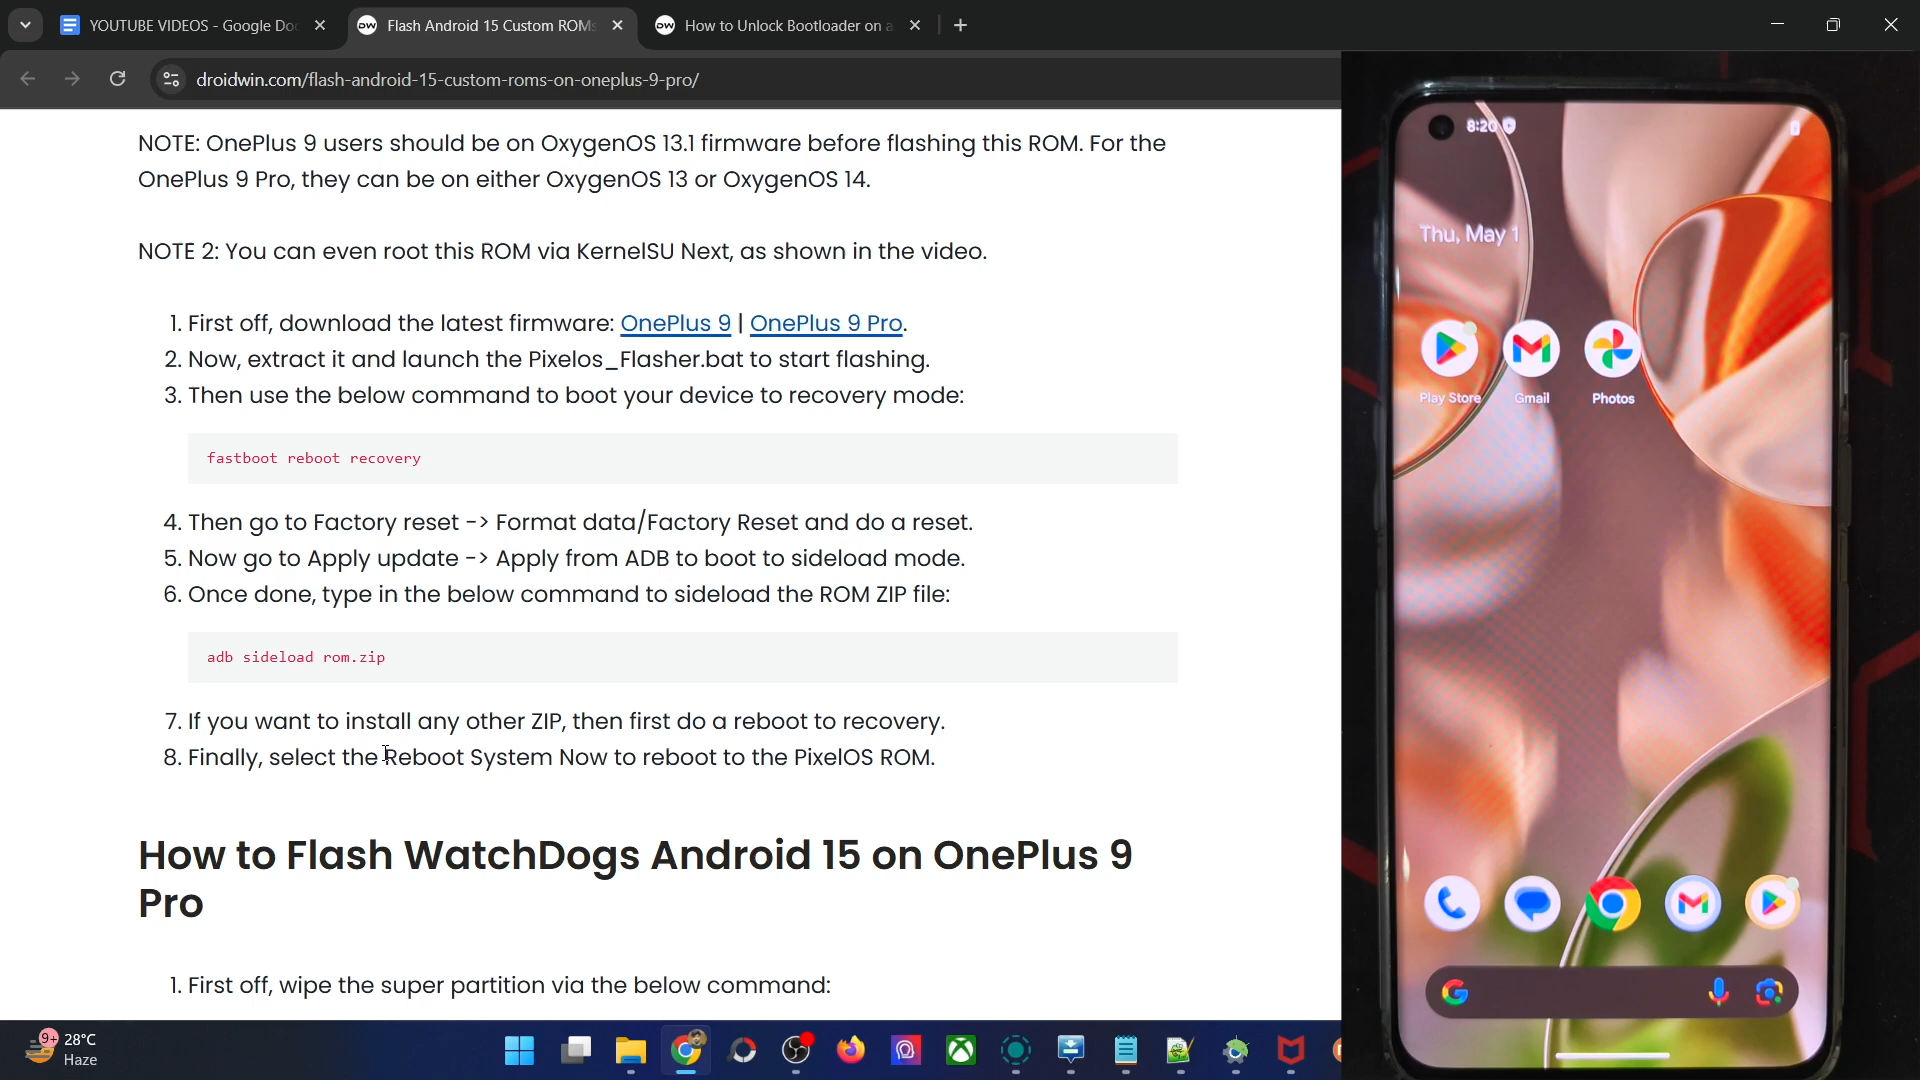 YOUTUBE VIDEOS - Google Do
Flash Android 15 Custom ROMs
DW
How to Unlock Bootloader on a
DW
droidwin.com/flash-android-15-custom-roms-on-oneplus-9-pro/
NOTE: OnePlus 9 users should be on OxygenOS 13.1 firmware before flashing this ROM. For the
OnePlus 9 Pro, they can be on either OxygenOS 13 or OxygenOS 14.
NOTE 2: You can even root this ROM via KernelSU Next, as shown in the video.
1. First off, download the latest firmware: OnePlus 9 | OnePlus 9 Pro.
2. Now, extract it and launch the Pixelos_Flasher.bat to start flashing.
3. Then use the below command to boot your device to recovery mode:
fastboot reboot recovery
4. Then go to Factory reset -> Format data/Factory Reset and do a reset.
5. Now go to Apply update -> Apply from ADB to boot to sideload mode.
6. Once done, type in the below command to sideload the ROM ZIP file:
adb sideload rom.zip
7. If you want to install any other ZIP, then first do a reboot to recovery.
8. Finally, select the Reboot System Now to reboot to the PixelOS ROM.
How to Flash WatchDogs Android 15 on OnePlus 9
Pro
1. First off, wipe the super partition via the below command:
9+
28°C
Haze
8:20
Thu, May 1
Play Store
Gmail
Photos